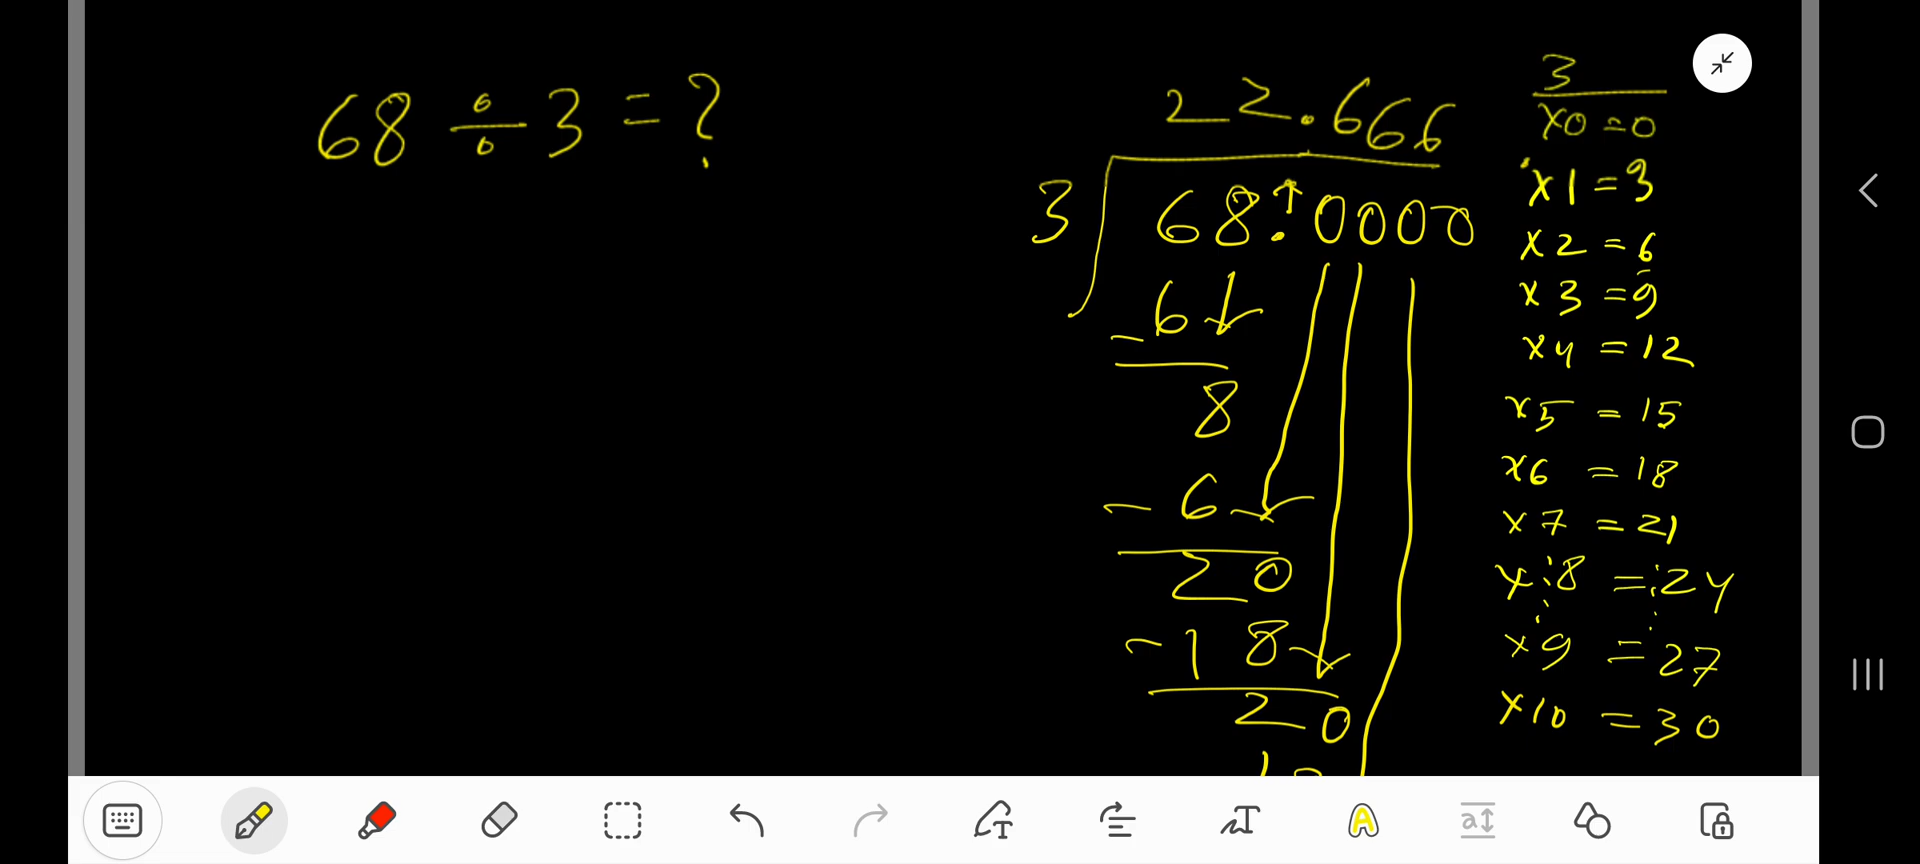 68 ÷ 3 = ?
22.666
3 68.0000
- 6
8
- 6
20
- 18
20
3
x0 = 0
x1 = 3
x2 = 6
x3 = 9
x4 = 12
x5 = 15
x6 = 18
x7 = 21
x8 = 24
x9 = 27
x10 = 30